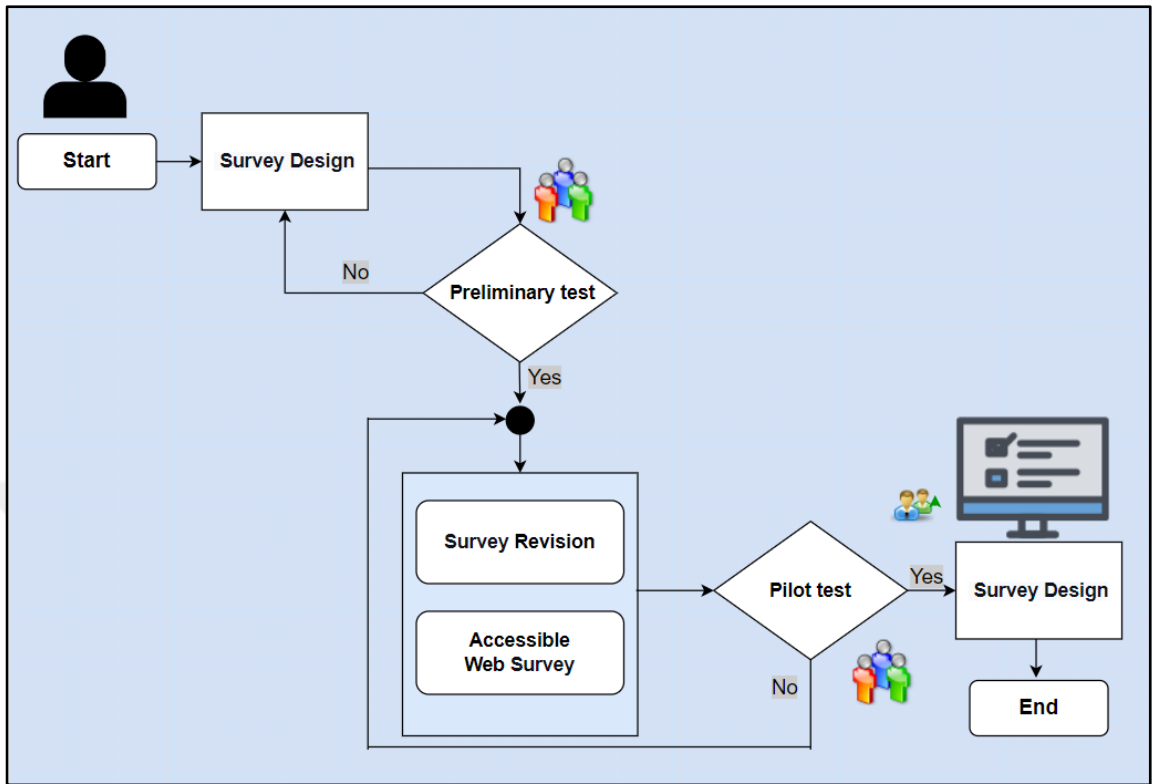 Start
Survey Design
No
Preliminary test
Yes
Survey Revision
Accessible
Web Survey
Pilot test
Yes
Survey Design
No
End